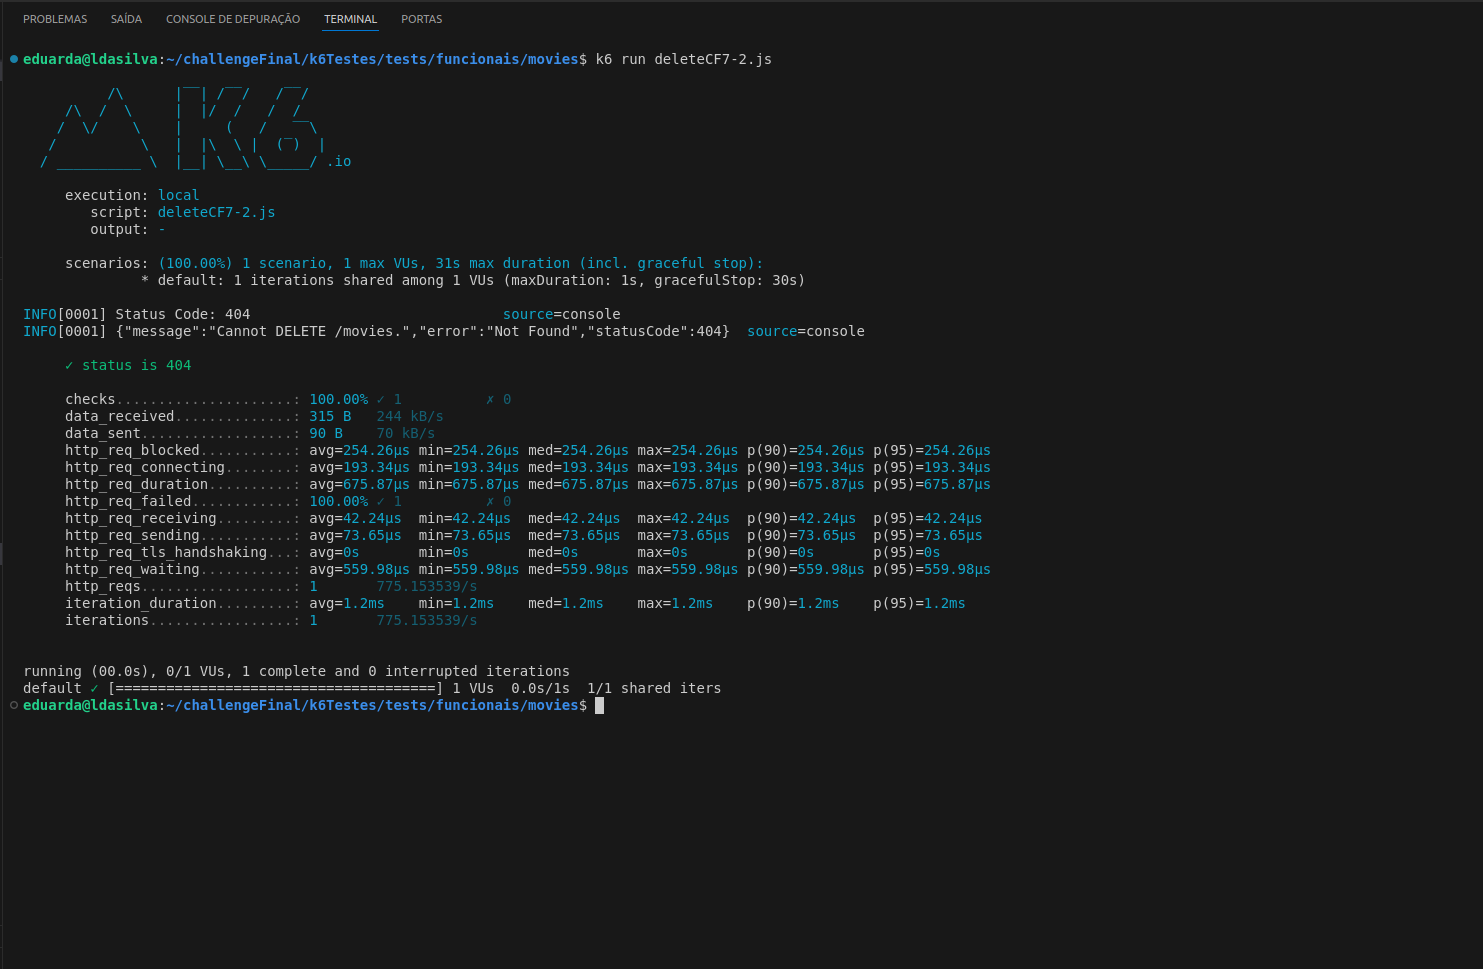 PROBLEMAS SAÍDA CONSOLE DE DEPURAÇÃO TERMINAL PORTAS
eduarda@ldasilva:~/challengeFinal/k6Testes/tests/funcionais/movies$ k6 run deleteCF7-2.js
          /\      |‾‾| /‾‾/   /‾‾/
     /\  /  \     |  |/  /   /  /
    /  \/    \    |     (   /   ‾‾\
   /          \   |  |\  \ |  (‾)  |
  / __________ \  |__| \__\ \_____/ .io
execution: local
script: deleteCF7-2.js
output: -
scenarios: (100.00%) 1 scenario, 1 max VUs, 31s max duration (incl. graceful stop):
* default: 1 iterations shared among 1 VUs (maxDuration: 1s, gracefulStop: 30s)
INFO[0001] Status Code: 404 source=console
INFO[0001] {"message":"Cannot DELETE /movies.","error":"Not Found","statusCode":404} source=console
✓ status is 404
checks.....................: 100.00% ✓ 1 ✗ 0
data_received..............: 315 B 244 kB/s
data_sent..................: 90 B 70 kB/s
http_req_blocked...........: avg=254.26µs min=254.26µs med=254.26µs max=254.26µs p(90)=254.26µs p(95)=254.26µs
http_req_connecting........: avg=193.34µs min=193.34µs med=193.34µs max=193.34µs p(90)=193.34µs p(95)=193.34µs
http_req_duration..........: avg=675.87µs min=675.87µs med=675.87µs max=675.87µs p(90)=675.87µs p(95)=675.87µs
http_req_failed............: 100.00% ✓ 1 ✗ 0
http_req_receiving.........: avg=42.24µs min=42.24µs med=42.24µs max=42.24µs p(90)=42.24µs p(95)=42.24µs
http_req_sending...........: avg=73.65µs min=73.65µs med=73.65µs max=73.65µs p(90)=73.65µs p(95)=73.65µs
http_req_tls_handshaking...: avg=0s min=0s med=0s max=0s p(90)=0s p(95)=0s
http_req_waiting...........: avg=559.98µs min=559.98µs med=559.98µs max=559.98µs p(90)=559.98µs p(95)=559.98µs
http_reqs..................: 1 775.153539/s
iteration_duration.........: avg=1.2ms min=1.2ms med=1.2ms max=1.2ms p(90)=1.2ms p(95)=1.2ms
iterations.................: 1 775.153539/s
running (00.0s), 0/1 VUs, 1 complete and 0 interrupted iterations
default ✓ [======================================] 1 VUs 0.0s/1s 1/1 shared iters
eduarda@ldasilva:~/challengeFinal/k6Testes/tests/funcionais/movies$